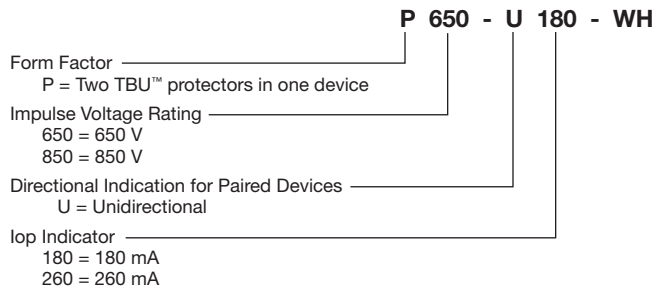 P 650 - U 180 - WH
Form Factor
P = Two TBU™ protectors in one device
Impulse Voltage Rating
650 = 650 V
850 = 850 V
Directional Indication for Paired Devices
U = Unidirectional
Iop Indicator
180 = 180 mA
260 = 260 mA